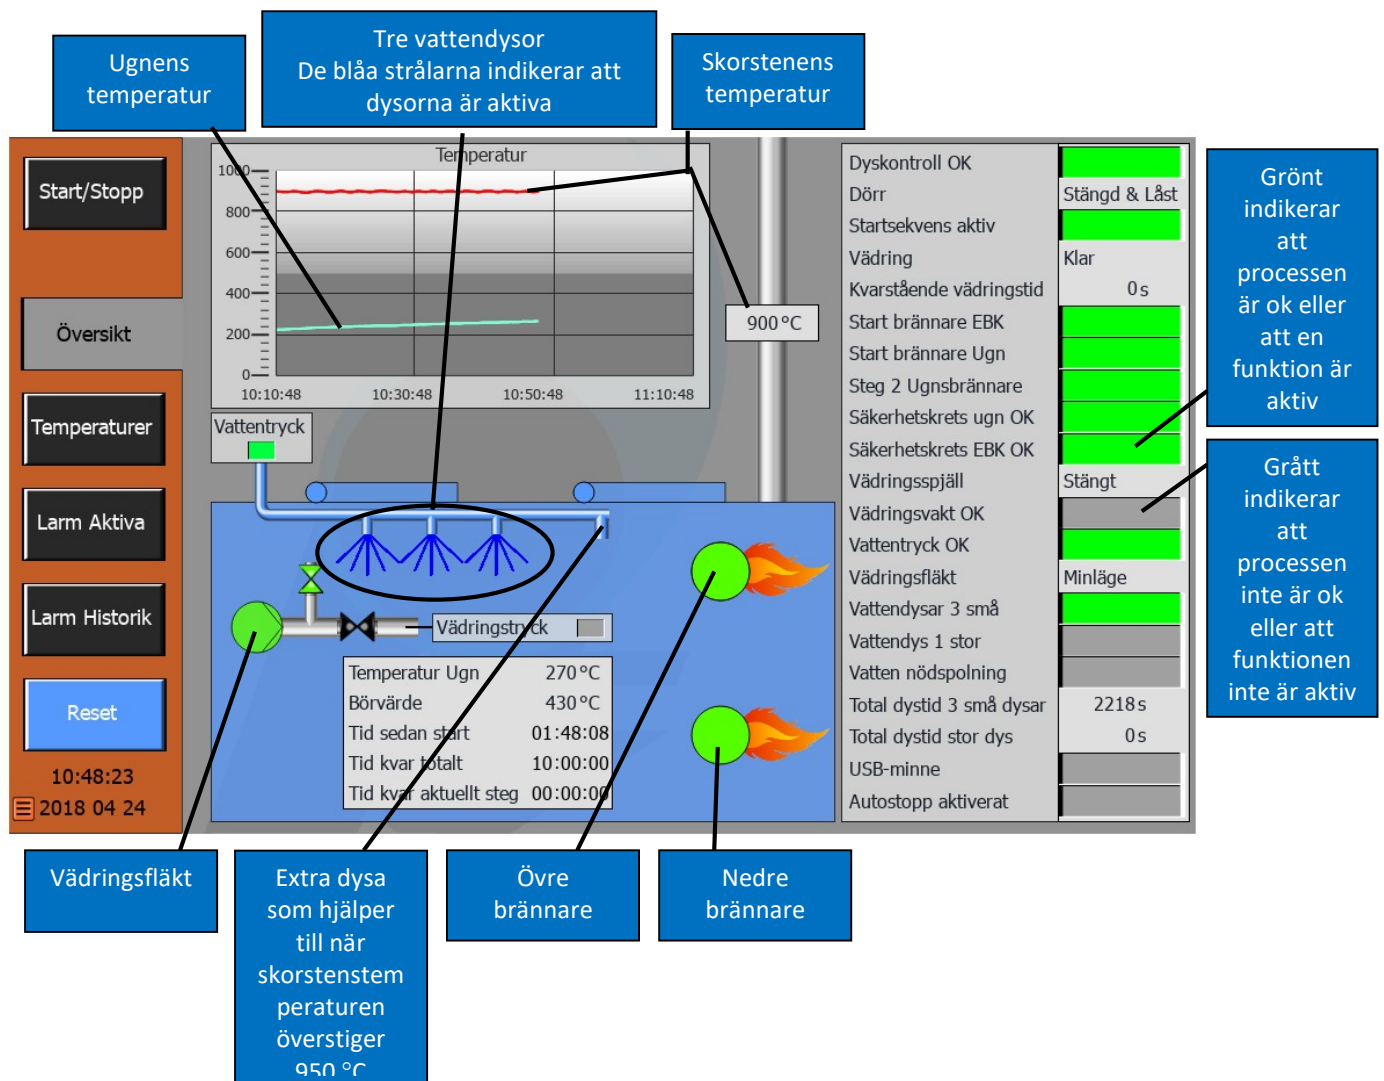 Ugnens
temperatur
Tre vattendysor
De blåa strålarna indikerar att
dysorna är aktiva
Skorstenens
temperatur
Start/Stopp
Översikt
Temperaturer
Larm Aktiva
Larm Historik
Reset
10:48:23
2018 04 24
Temperatur
1000
800
600
400
200
0
10:10:48 10:30:48 10:50:48 11:10:48
900 °C
Vattentryck
Vädringstryck
Temperatur Ugn 270 °C
Börvärde 430 °C
Tid sedan start 01:48:08
Tid kvar totalt 10:00:00
Tid kvar aktuellt steg 00:00:00
Dyskontroll OK
Dörr Stängd & Låst
Startsekvens aktiv
Vädring Klar
Kvarstående vädringstid 0 s
Start brännare EBK
Start brännare Ugn
Steg 2 Ugnsbrännare
Säkerhetskrets ugn OK
Säkerhetskrets EBK OK
Vädringsspjäll Stängt
Vädringsvakt OK
Vattentryck OK
Vädringsfläkt Minläge
Vattendysar 3 små
Vattendys 1 stor
Vatten nödspolning
Total dystid 3 små dysar 2218 s
Total dystid stor dys 0 s
USB-minne
Autostopp aktiverat
Grönt
indikerar
att
processen
är ok eller
att en
funktion är
aktiv
Grått
indikerar
att
processen
inte är ok
eller att
funktionen
inte är aktiv
Vädringsfläkt
Extra dysa
som hjälper
till när
skorstenstem
peraturen
överstiger
950 °C
Övre
brännare
Nedre
brännare